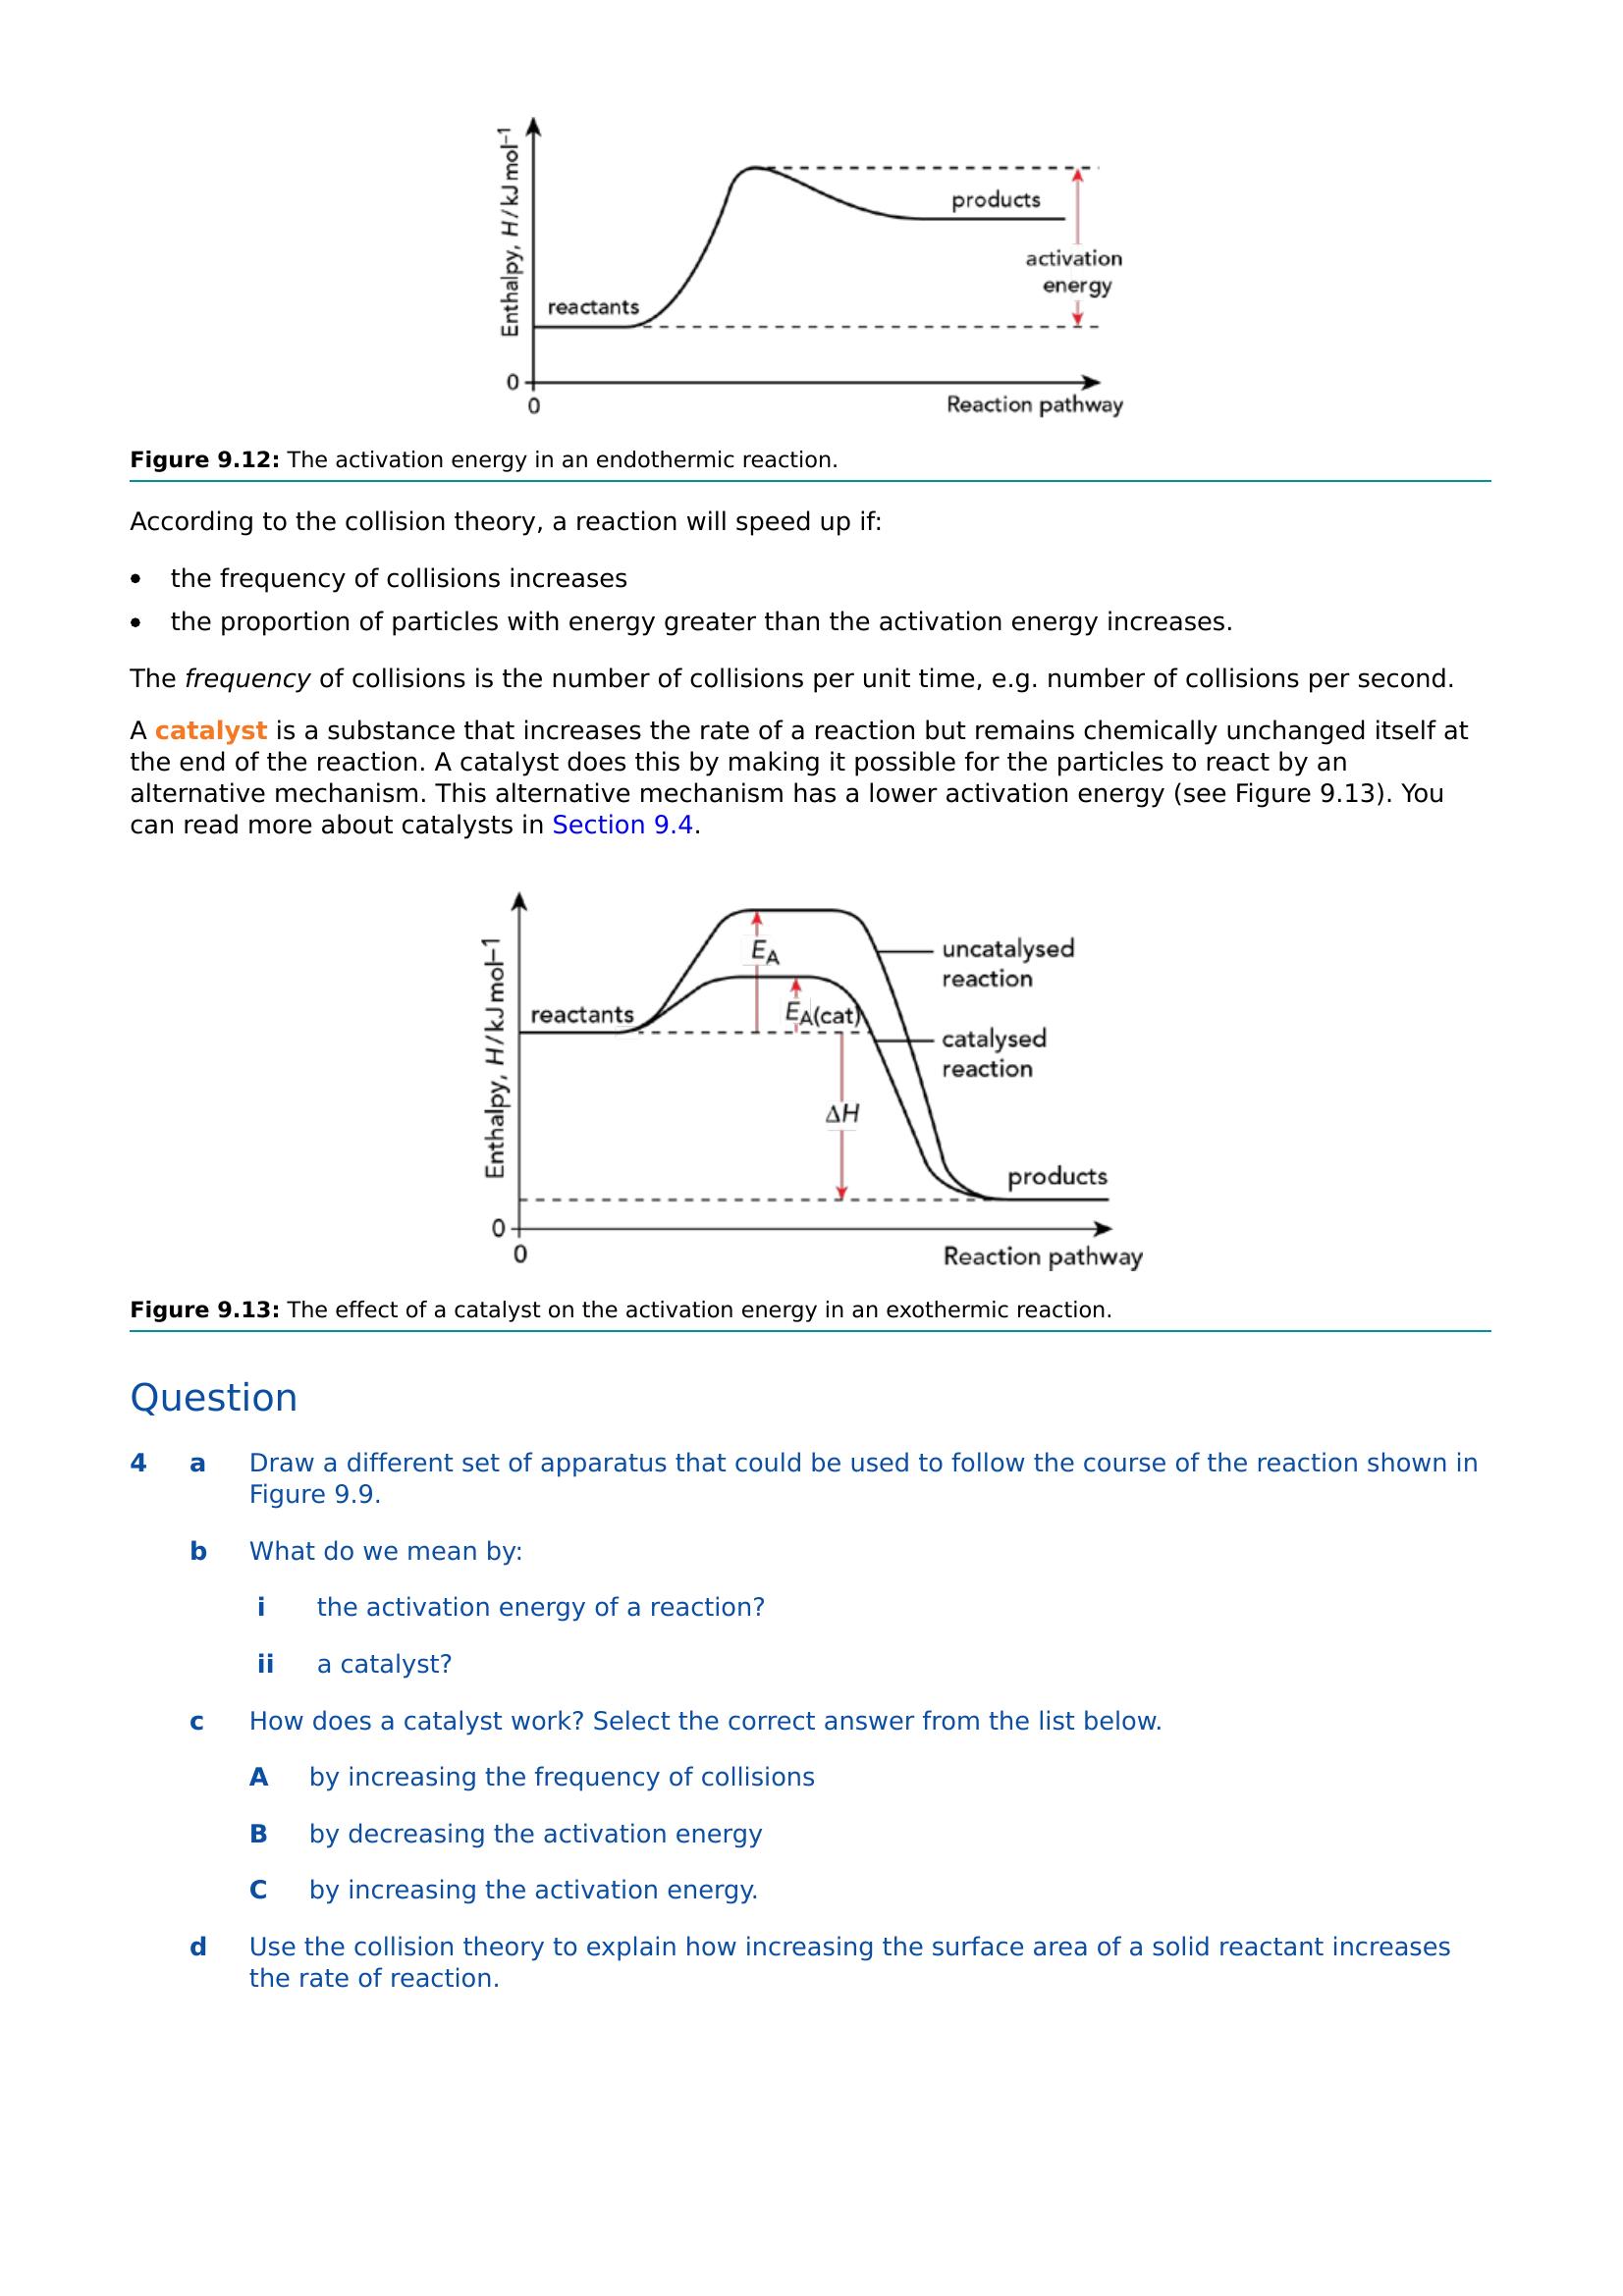 Enthalpy, H / kJ mol–1
products
activation
energy
reactants
0
0
Reaction pathway
Figure 9.12: The activation energy in an endothermic reaction.
According to the collision theory, a reaction will speed up if:
• the frequency of collisions increases
• the proportion of particles with energy greater than the activation energy increases.
The frequency of collisions is the number of collisions per unit time, e.g. number of collisions per second.
A catalyst is a substance that increases the rate of a reaction but remains chemically unchanged itself at
the end of the reaction. A catalyst does this by making it possible for the particles to react by an
alternative mechanism. This alternative mechanism has a lower activation energy (see Figure 9.13). You
can read more about catalysts in Section 9.4.
Enthalpy, H / kJ mol–1
EA
uncatalysed
reaction
reactants
EA(cat)
catalysed
reaction
ΔH
products
0
0
Reaction pathway
Figure 9.13: The effect of a catalyst on the activation energy in an exothermic reaction.
Question
4 a Draw a different set of apparatus that could be used to follow the course of the reaction shown in
Figure 9.9.
b What do we mean by:
i the activation energy of a reaction?
ii a catalyst?
c How does a catalyst work? Select the correct answer from the list below.
A by increasing the frequency of collisions
B by decreasing the activation energy
C by increasing the activation energy.
d Use the collision theory to explain how increasing the surface area of a solid reactant increases
the rate of reaction.